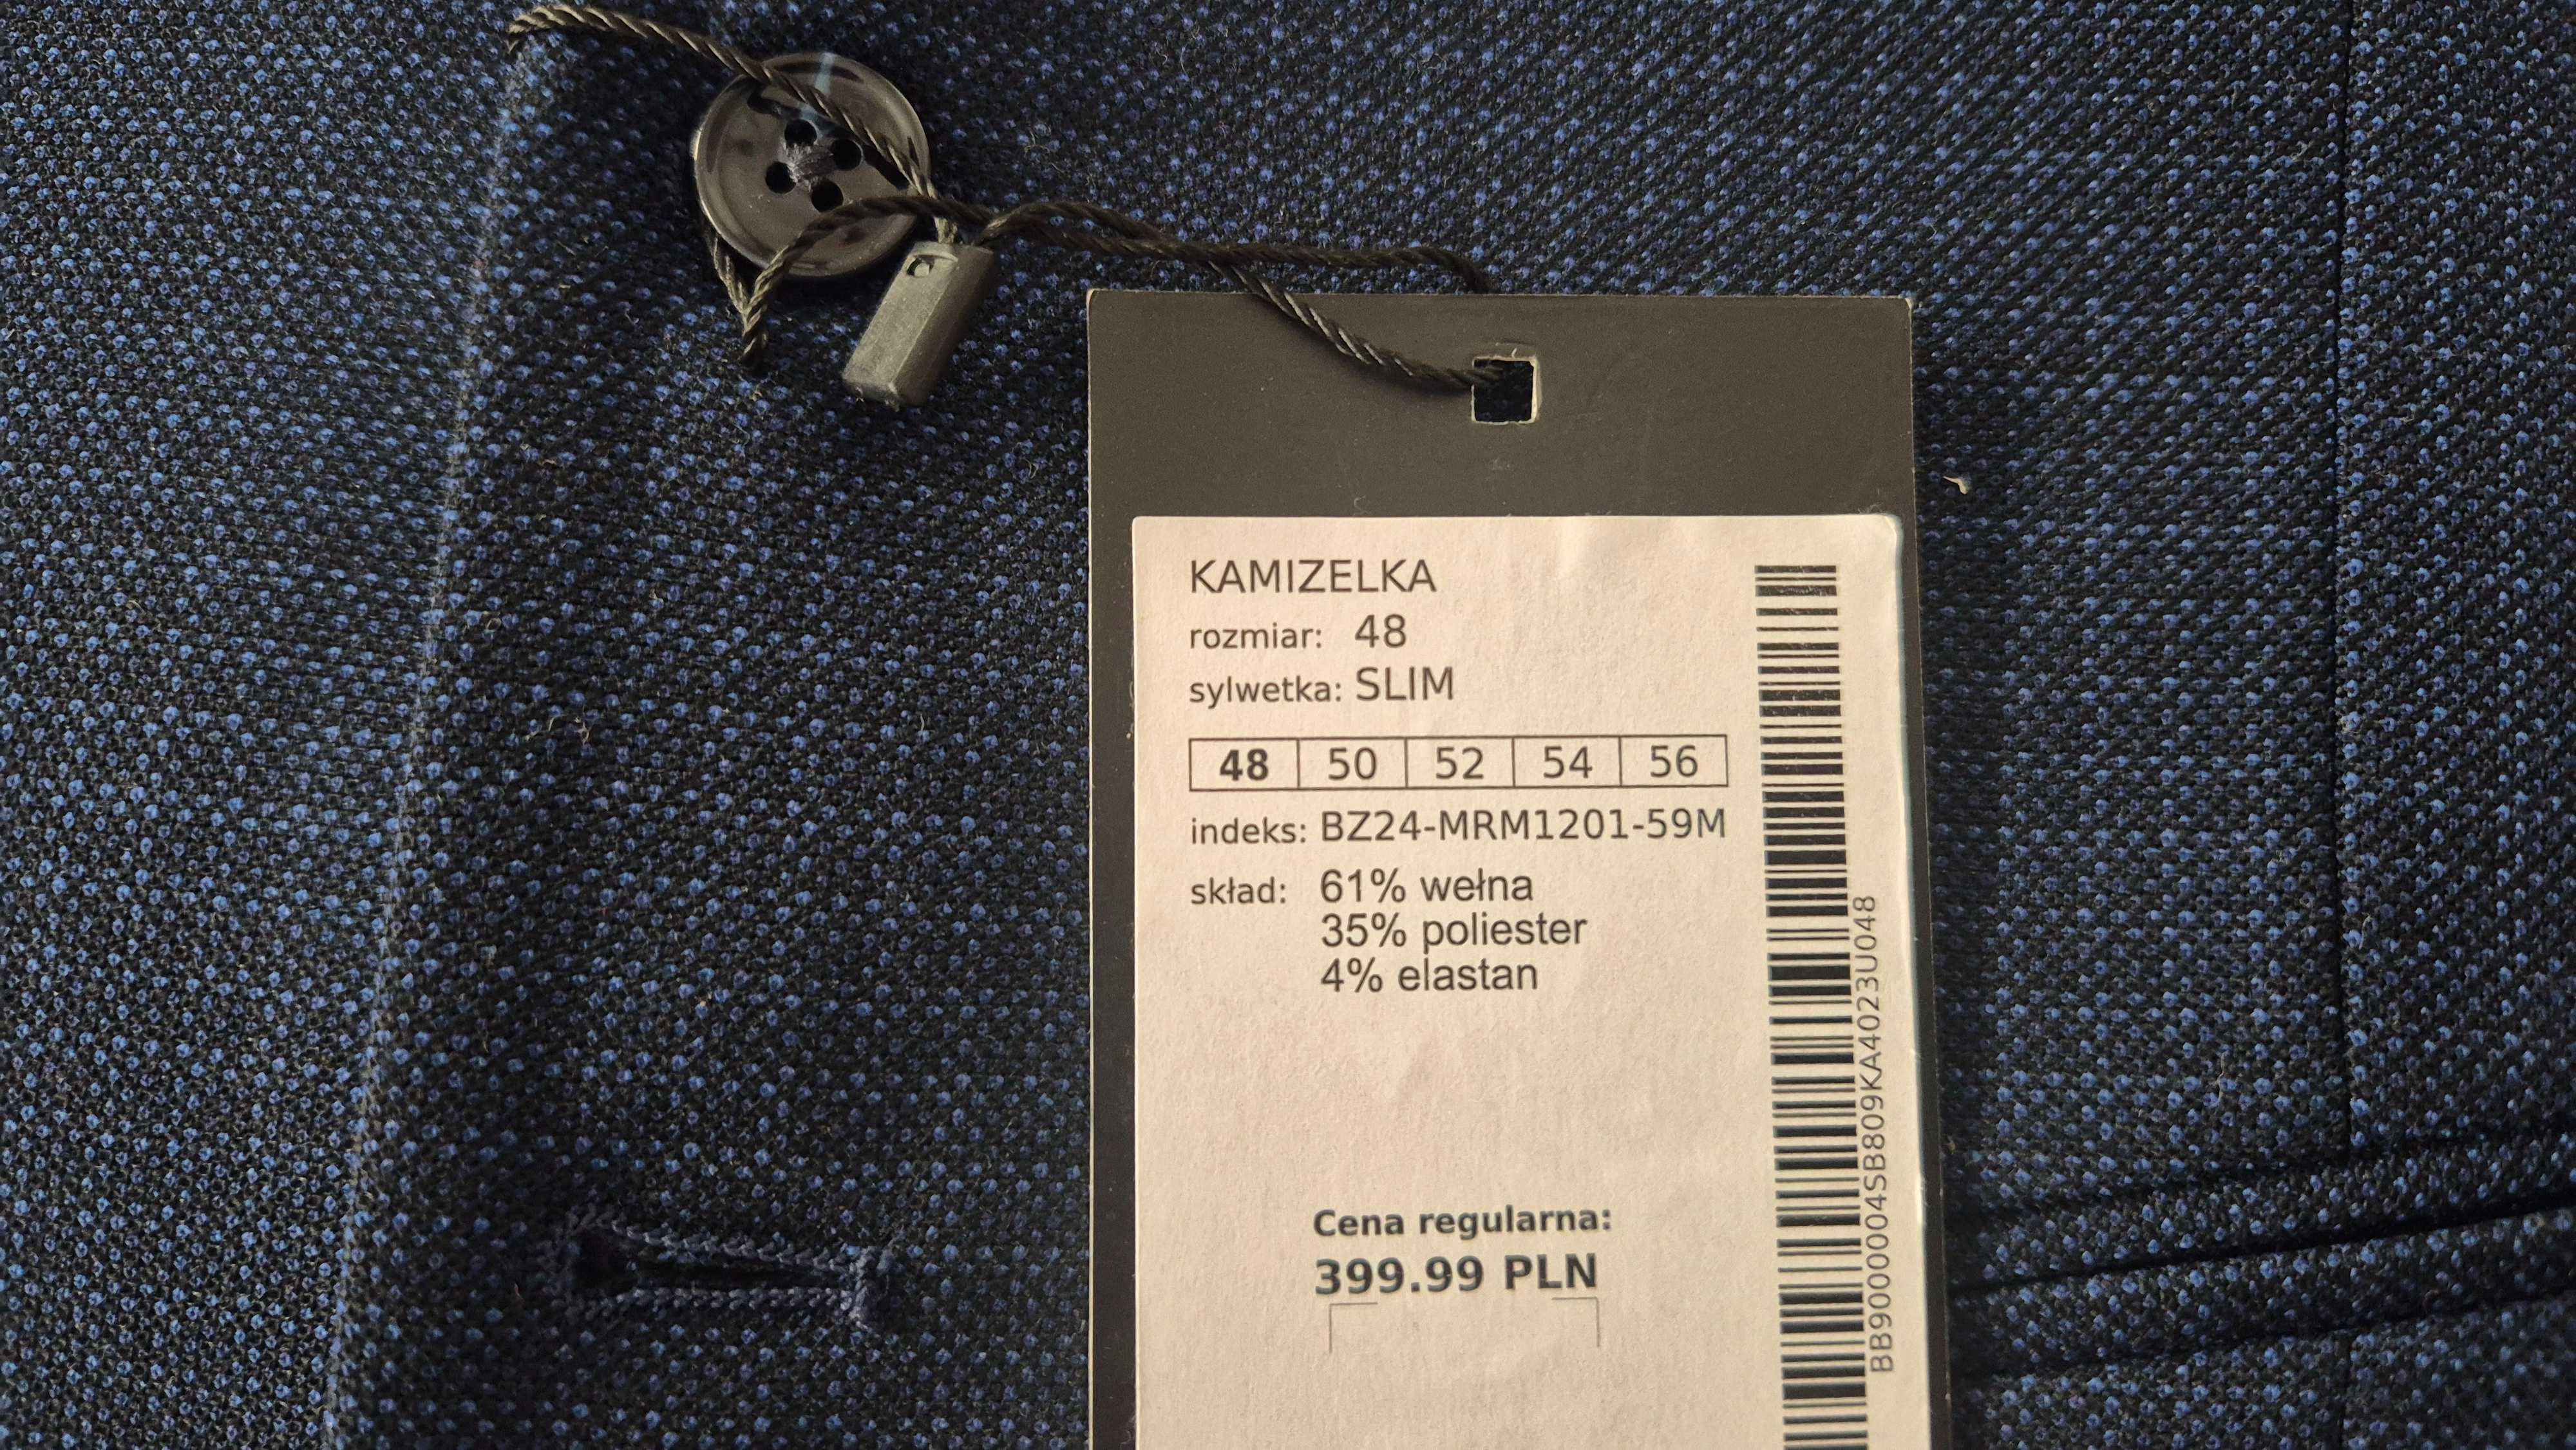 KAMIZELKA
rozmiar: 48
sylwetka: SLIM
48 50 52 54 56
indeks: BZ24-MRM1201-59M
skład: 61% wełna
35% poliester
4% elastan
Cena regularna:
399.99 PLN
BB900004SB809KA4023U048